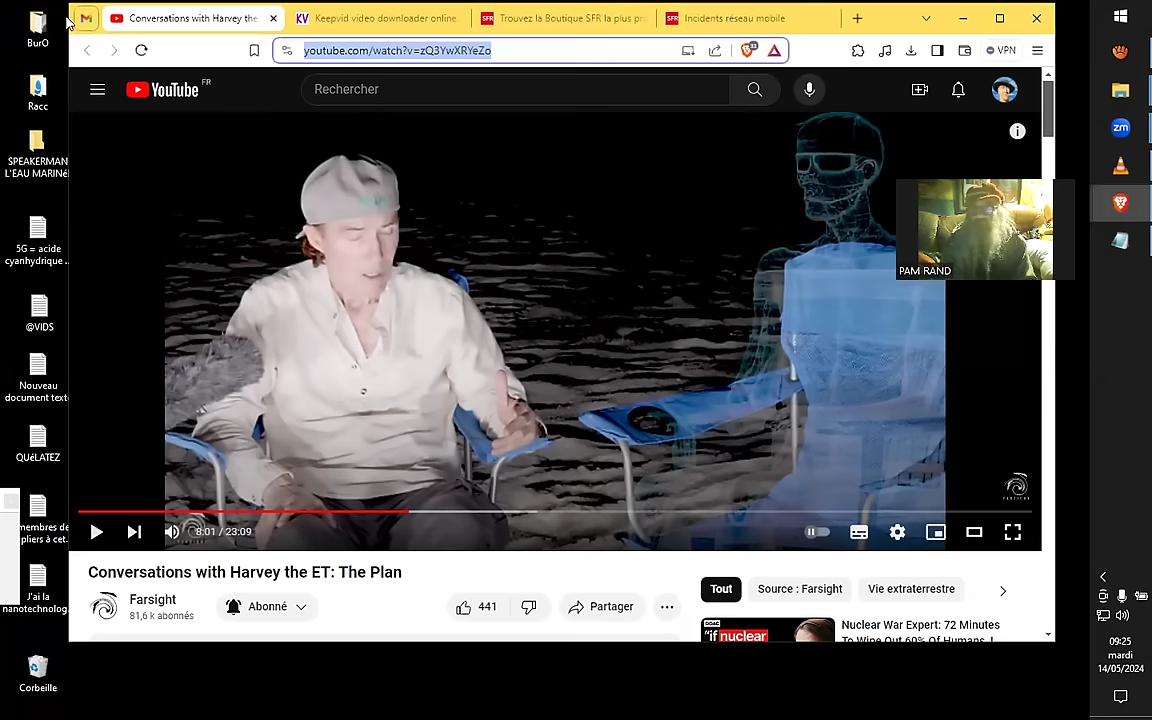 BurO
Racc
SPEAKERMAN
L'EAU MARINé
5G = acide
cyanhydrique ..
@VIDS
Nouveau
document text
QUéLATEZ
membres de
pliers à cet.
J'ai la
nanotechnolog.
Corbeille
Conversations with Harvey the
Keepvid video downloader online
Trouvez la Boutique SFR la plus pro
Incidents réseau mobile
youtube.com/watch?v=zQ3YwXRYeZo
VPN
YouTube FR
Rechercher
PAM RAND
FARSIGHT
8:01 / 23:09
Conversations with Harvey the ET: The Plan
Farsight
81,6 k abonnés
Abonné
441
Partager
Tout
Source : Farsight
Vie extraterrestre
"if nuclear
Nuclear War Expert: 72 Minutes
To Wipe Out 60% Of Humans, I
zm
09:25
mardi
14/05/2024